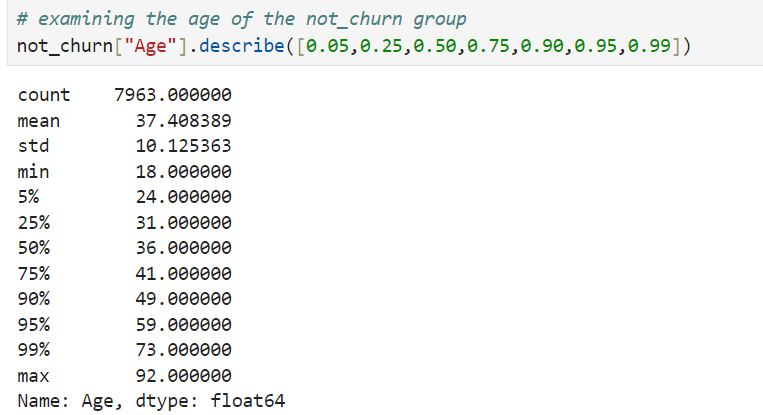 # examining the age of the not_churn group
not_churn["Age"].describe([0.05,0.25,0.50,0.75,0.90,0.95,0.99])
count    7963.000000
mean       37.408389
std        10.125363
min        18.000000
5%         24.000000
25%        31.000000
50%        36.000000
75%        41.000000
90%        49.000000
95%        59.000000
99%        73.000000
max        92.000000
Name: Age, dtype: float64